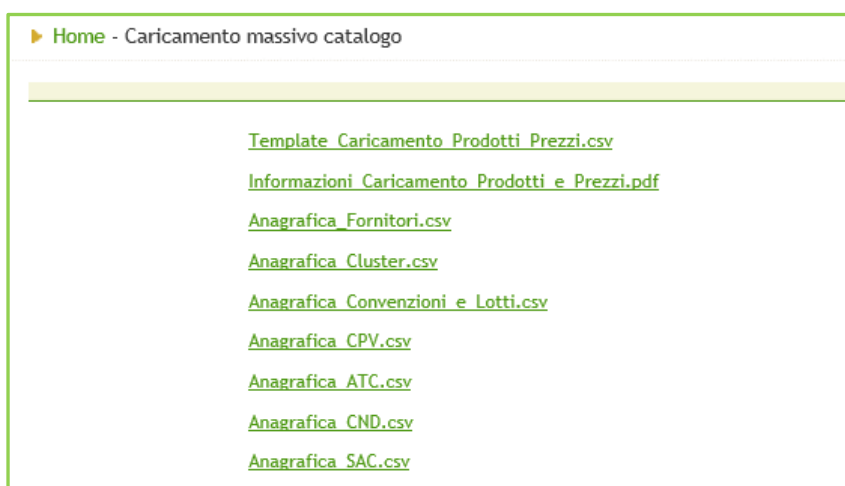 Home - Caricamento massivo catalogo
Template_Caricamento_Prodotti_Prezzi.csv
Informazioni_Caricamento_Prodotti_e_Prezzi.pdf
Anagrafica_Fornitori.csv
Anagrafica_Cluster.csv
Anagrafica_Convenzioni_e_Lotti.csv
Anagrafica_CPV.csv
Anagrafica_ATC.csv
Anagrafica_CND.csv
Anagrafica_SAC.csv